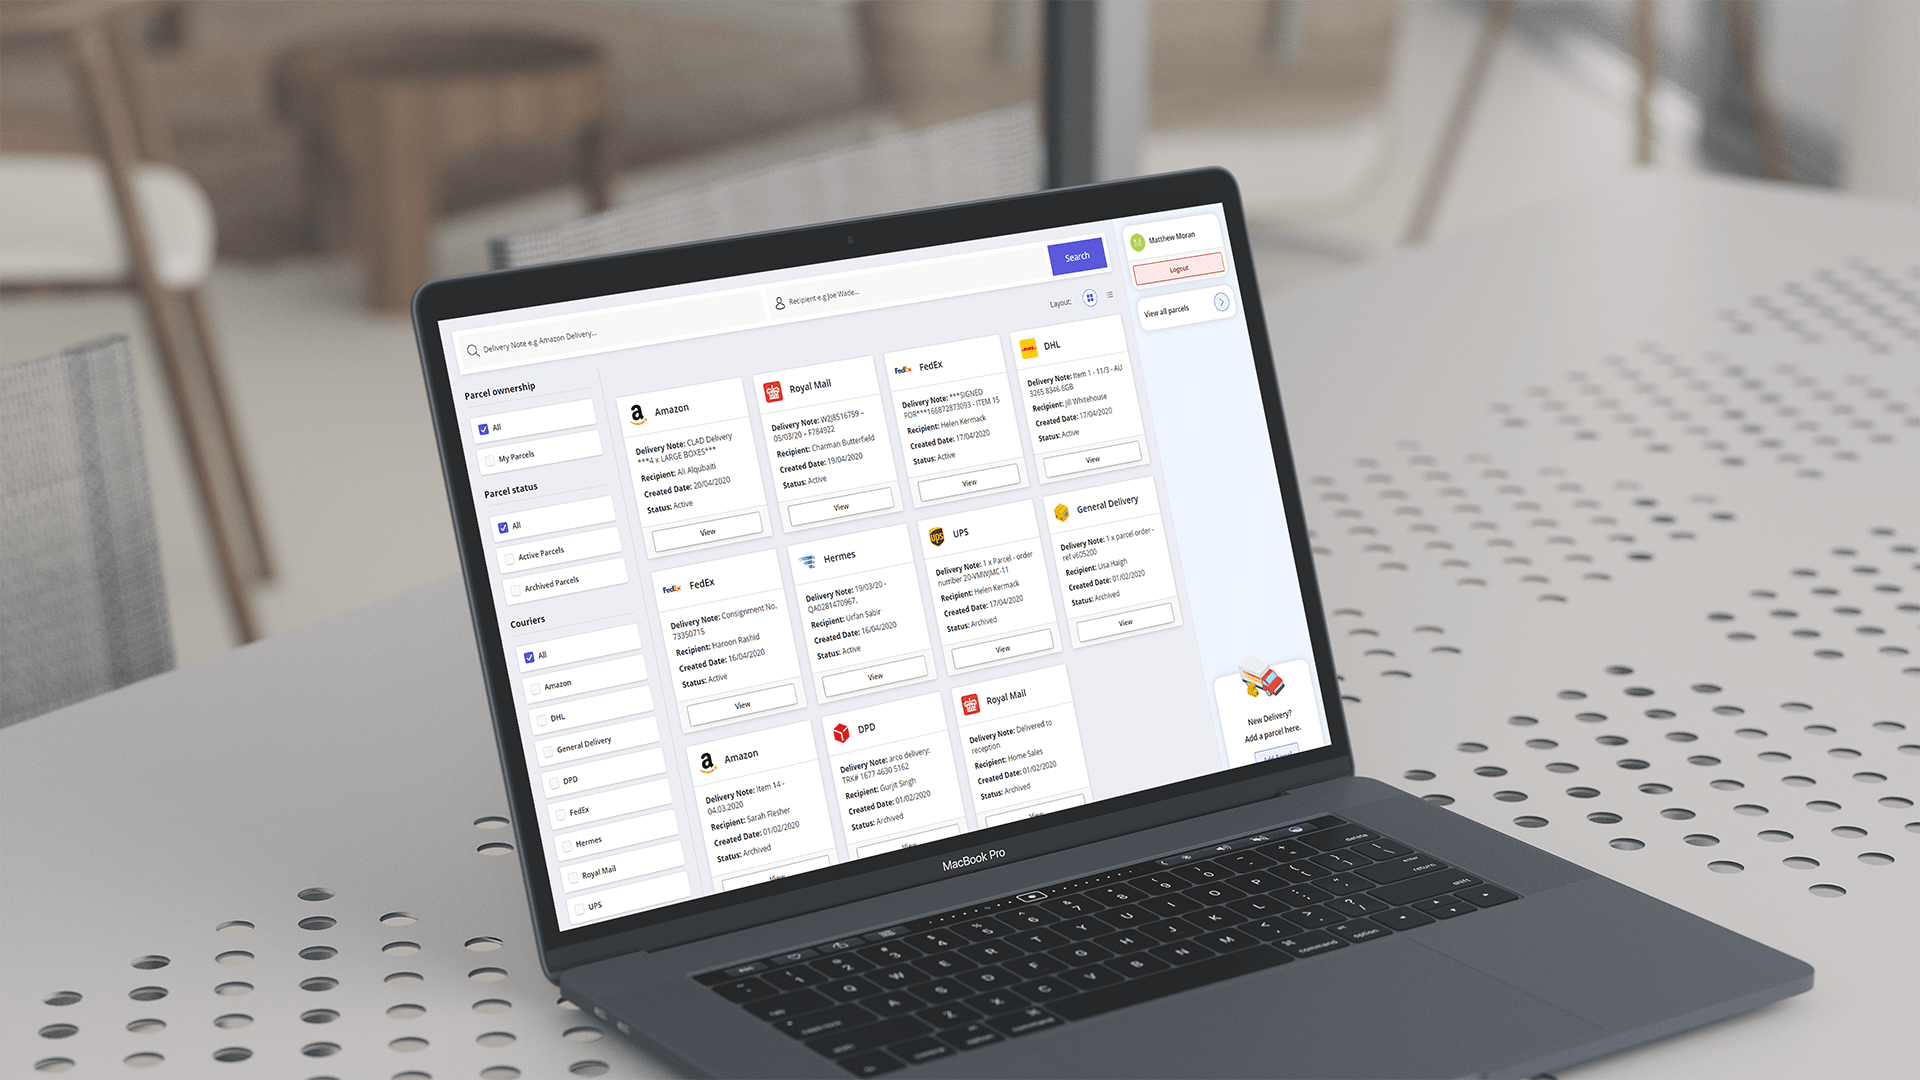 Delivery Note e.g Amazon Delivery...
Recipient e.g Joe Wade...
Search
Matthew Moran
Logout
View all parcels
Layout:
Parcel ownership
All
My Parcels
Parcel status
All
Active Parcels
Archived Parcels
Couriers
All
Amazon
DHL
General Delivery
DPD
FedEx
Hermes
Royal Mail
UPS
Amazon
Delivery Note: CLAD Delivery
***4 x LARGE BOXES***
Recipient: Ali Alqubaiti
Created Date: 20/04/2020
Status: Active
View
Royal Mail
Delivery Note: W2J8516759 –
05/03/20 – F784922
Recipient: Charman Butterfield
Created Date: 19/04/2020
Status: Active
View
FedEx
FedEx
Delivery Note: ***SIGNED
FOR***166872873093 - ITEM 15
Recipient: Helen Kermack
Created Date: 17/04/2020
Status: Active
View
DHL
Delivery Note: Item 1 - 11/3 - AU
3265 8346 6GB
Recipient: Jill Whitehouse
Created Date: 17/04/2020
Status: Active
View
FedEx
FedEx
Delivery Note: Consignment No.
73350715
Recipient: Haroon Rashid
Created Date: 16/04/2020
Status: Active
View
Hermes
Delivery Note: 19/03/20 -
QA0281470967.
Recipient: Urfan Sabir
Created Date: 16/04/2020
Status: Active
View
ups
UPS
Delivery Note: 1 x Parcel - order
number 20-VMWJMC-11
Recipient: Helen Kermack
Created Date: 17/04/2020
Status: Archived
View
General Delivery
Delivery Note: 1 x parcel order -
ref v605200
Recipient: Lisa Haigh
Created Date: 01/02/2020
Status: Archived
View
Amazon
Delivery Note: Item 14 -
04.03.2020
Recipient: Sarah Flesher
Created Date: 01/02/2020
Status: Archived
View
DPD
Delivery Note: arco delivery:
TRK# 1677 4630 5162
Recipient: Gurjit Singh
Created Date: 01/02/2020
Status: Archived
View
Royal Mail
Delivery Note: Delivered to
reception
Recipient: Home Sales
Created Date: 01/02/2020
Status: Archived
View
New Delivery?
Add a parcel here.
MacBook Pro
delete
return
shift
command
option